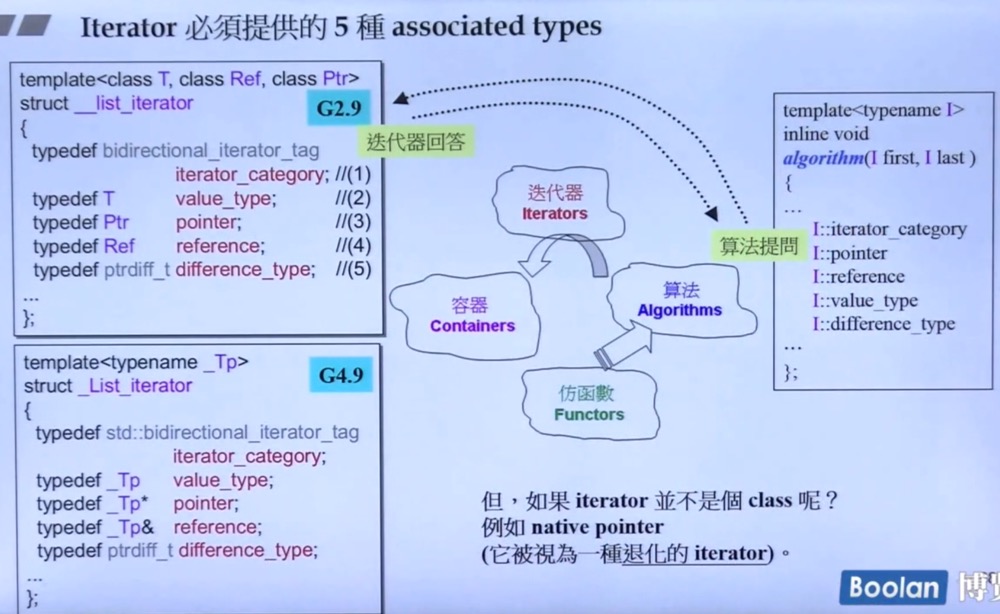 Iterator 必須提供的 5 種 associated types
template<class T, class Ref, class Ptr>
struct __list_iterator
G2.9
{
typedef bidirectional_iterator_tag
iterator_category; //(1)
typedef T value_type; //(2)
typedef Ptr pointer; //(3)
typedef Ref reference; //(4)
typedef ptrdiff_t difference_type; //(5)
...
};
template<typename _Tp>
struct _List_iterator
G4.9
{
typedef std::bidirectional_iterator_tag
iterator_category;
typedef _Tp value_type;
typedef _Tp* pointer;
typedef _Tp& reference;
typedef ptrdiff_t difference_type;
...
};
迭代器回答
迭代器
Iterators
容器
Containers
算法
Algorithms
仿函數
Functors
算法提問
template<typename I>
inline void
algorithm(I first, I last )
{
...
I::iterator_category
I::pointer
I::reference
I::value_type
I::difference_type
...
};
但，如果 iterator 並不是個 class 呢？
例如 native pointer
(它被視為一種退化的 iterator)。
Boolan 博